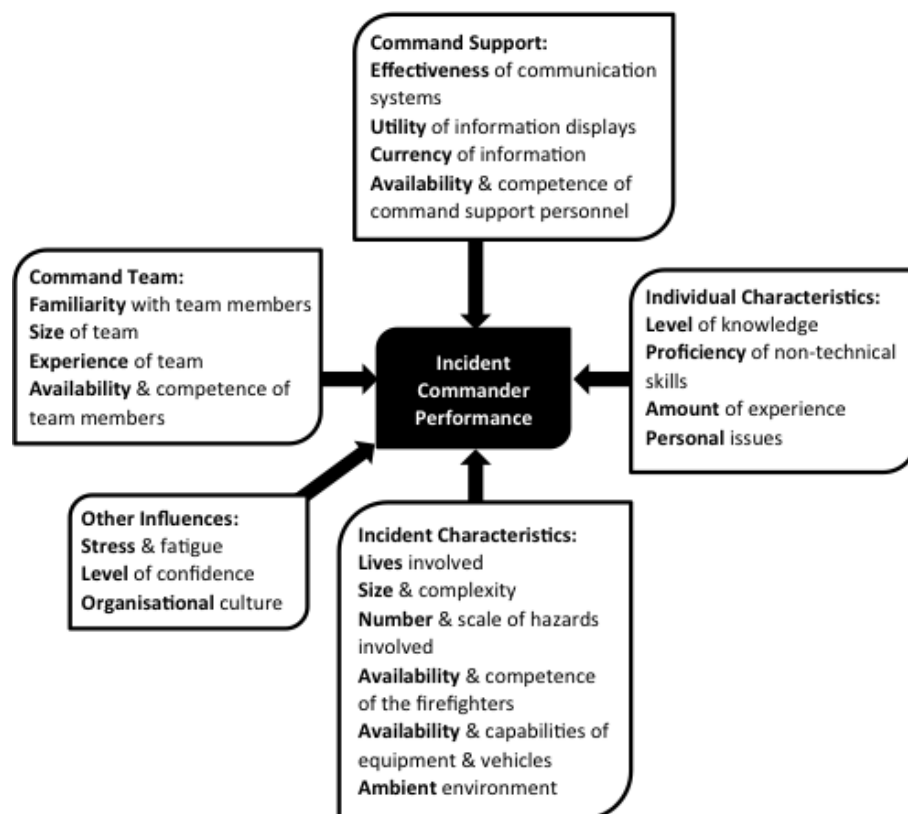 Command Support:
Effectiveness of communication
systems
Utility of information displays
Currency of information
Availability & competence of
command support personnel
Command Team:
Familiarity with team members
Size of team
Experience of team
Availability & competence of
team members
Incident
Commander
Performance
Individual Characteristics:
Level of knowledge
Proficiency of non-technical
skills
Amount of experience
Personal issues
Other Influences:
Stress & fatigue
Level of confidence
Organisational culture
Incident Characteristics:
Lives involved
Size & complexity
Number & scale of hazards
involved
Availability & competence
of the firefighters
Availability & capabilities of
equipment & vehicles
Ambient environment